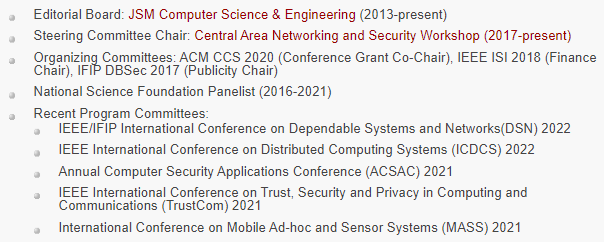 Editorial Board: JSM Computer Science & Engineering (2013-present)
Steering Committee Chair: Central Area Networking and Security Workshop (2017-present)
Organizing Committees: ACM CCS 2020 (Conference Grant Co-Chair), IEEE ISI 2018 (Finance
Chair), IFIP DBSec 2017 (Publicity Chair)
National Science Foundation Panelist (2016-2021)
Recent Program Committees:
IEEE/IFIP International Conference on Dependable Systems and Networks(DSN) 2022
IEEE International Conference on Distributed Computing Systems (ICDCS) 2022
Annual Computer Security Applications Conference (ACSAC) 2021
IEEE International Conference on Trust, Security and Privacy in Computing and
Communications (TrustCom) 2021
International Conference on Mobile Ad-hoc and Sensor Systems (MASS) 2021